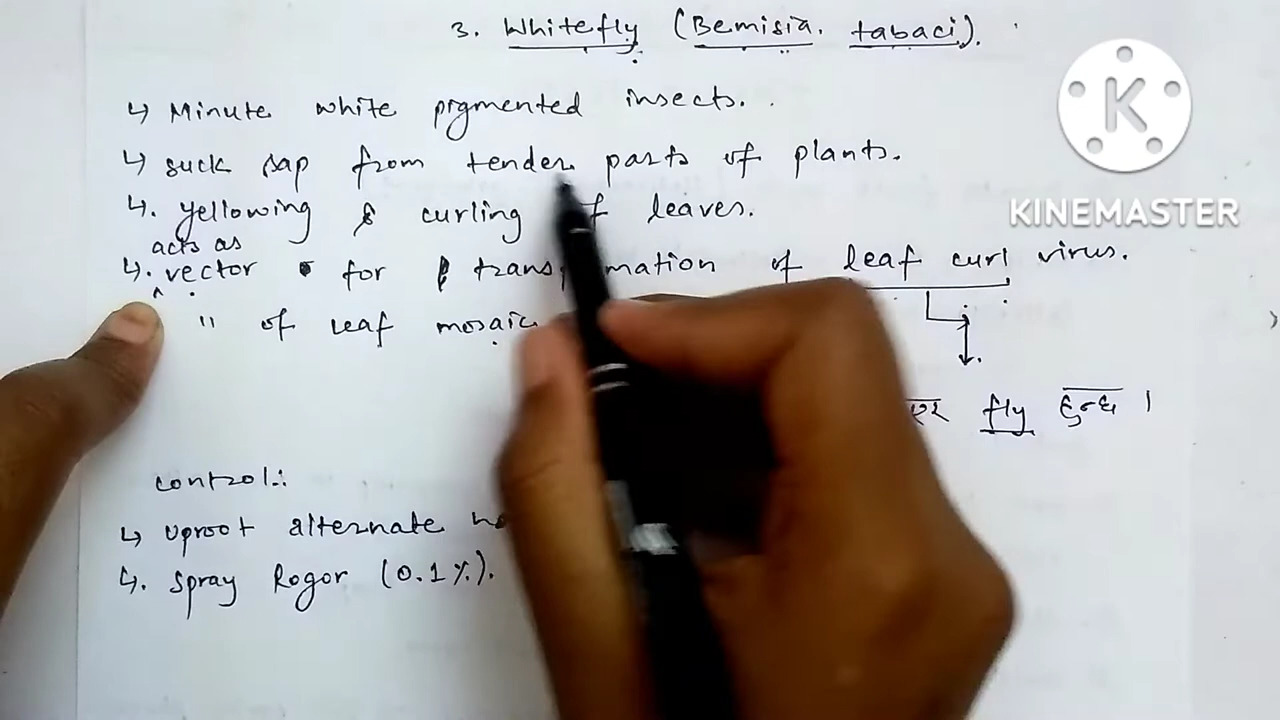 3. Whitefly (Bemisia. tabaci).
↳ Minute white pigmented insects.
↳ suck sap from tender parts of plants.
↳. yellowing & curling of leaves.
acts as
↳. vector for mation of leaf curl virus.
" of leaf mosaic
fly हुन्छ ।
control:
↳ uproot alternate
↳. spray Rogor (0.1%).
K
KINEMASTER